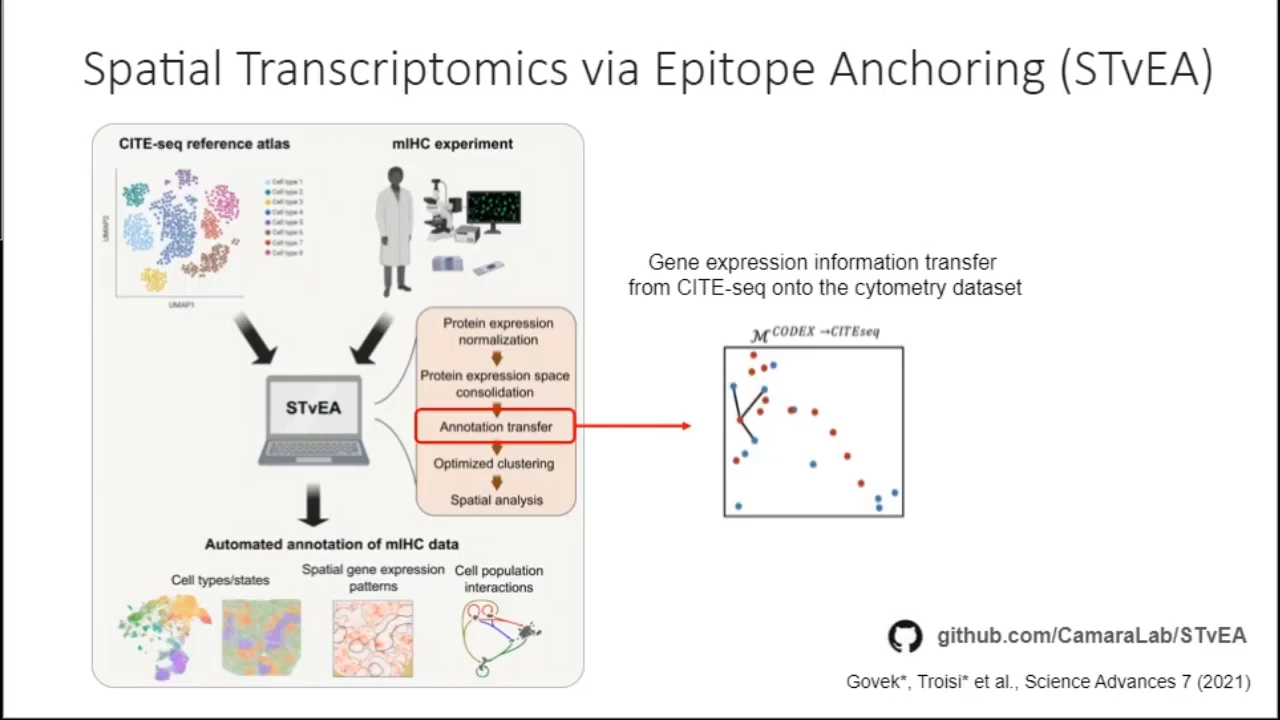 Spatial Transcriptomics via Epitope Anchoring (STvEA)
CITE-seq reference atlas
mIHC experiment
UMAP2
UMAP1
Cell type 1
Cell type 2
Cell type 3
Cell type 4
Cell type 5
Cell type 6
Cell type 7
Cell type 8
STvEA
Protein expression
normalization
Protein expression space
consolidation
Annotation transfer
Optimized clustering
Spatial analysis
Automated annotation of mIHC data
Cell types/states
Spatial gene expression
patterns
Cell population
interactions
Gene expression information transfer
from CITE-seq onto the cytometry dataset
ℳ^CODEX →CITEseq
github.com/CamaraLab/STvEA
Govek*, Troisi* et al., Science Advances 7 (2021)